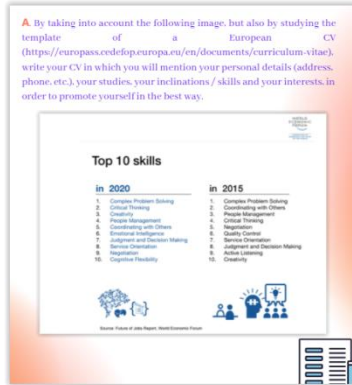 A. By taking into account the following image, but also by studying the
template of a European CV
(https://europass.cedefop.europa.eu/en/documents/curriculum-vitae),
write your CV in which you will mention your personal details (address,
phone, etc.), your studies, your inclinations / skills and your interests, in
order to promote yourself in the best way.
WORLD
ECONOMIC
FORUM
Top 10 skills
in 2020
1. Complex Problem Solving
2. Critical Thinking
3. Creativity
4. People Management
5. Coordinating with Others
6. Emotional Intelligence
7. Judgment and Decision Making
8. Service Orientation
9. Negotiation
10. Cognitive Flexibility
in 2015
1. Complex Problem Solving
2. Coordinating with Others
3. People Management
4. Critical Thinking
5. Negotiation
6. Quality Control
7. Service Orientation
8. Judgment and Decision Making
9. Active Listening
10. Creativity
Source: Future of Jobs Report, World Economic Forum